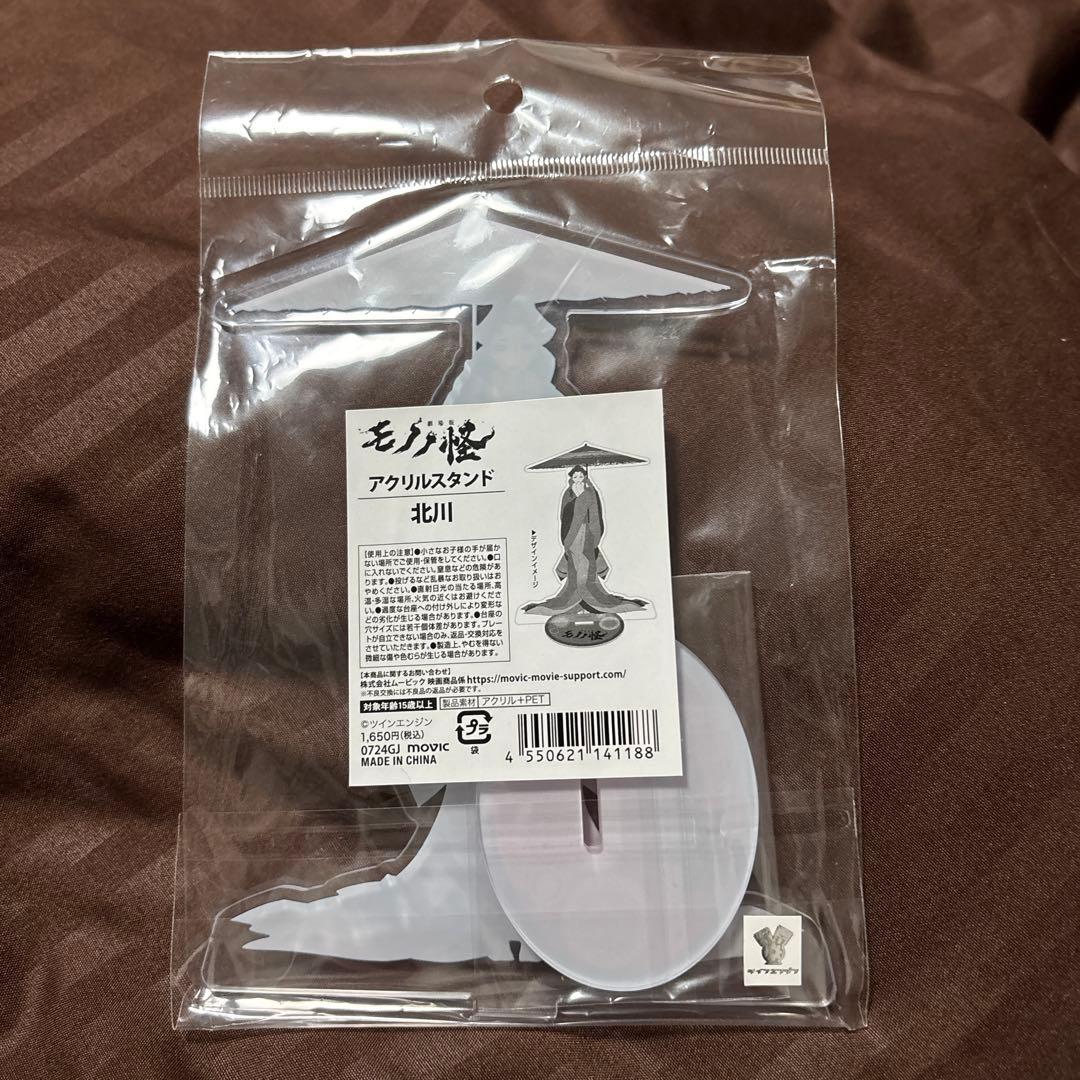 劇場版
モノノ怪
アクリルスタンド
北川
▶デザインイメージ
モノノ怪
【使用上の注意】●小さなお子様の手が届か
ない場所でご使用・保管をしてください。●口
に入れないでください。窒息などの危険があ
ります。●投げるなど乱暴なお取り扱いはお
やめください。●直射日光の当たる場所、高
温・多湿な場所、火気の近くはお避けくださ
い。●過度な台座への付け外しにより変形な
どの劣化が生じる場合があります。●台座の
穴サイズには若干個体差があります。プレー
トが自立できない場合のみ、返品・交換対応を
させていただきます。●製造上、やむを得ない
微細な傷や色むらが生じる場合があります。
【本商品に関するお問い合わせ】
株式会社ムービック 映画商品係 https://movic-movie-support.com/
※不良交換には不良品の返品が必要です。
対象年齢15歳以上 製品素材 アクリル+PET
©ツインエンジン
1,650円(税込)
0724GJ movic
MADE IN CHINA
プラ
袋
4 550621 141188
ツインエンジン